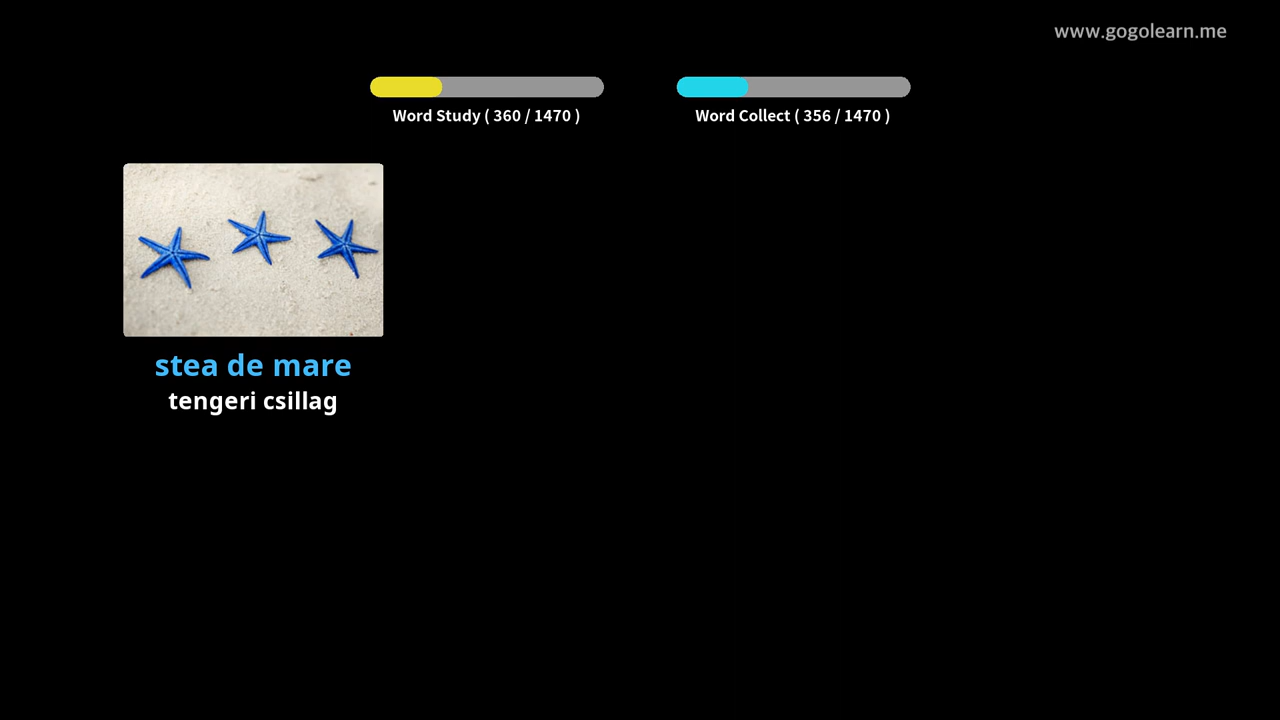 www.gogolearn.me
Word Study ( 360 / 1470 )
Word Collect ( 356 / 1470 )
stea de mare
tengeri csillag